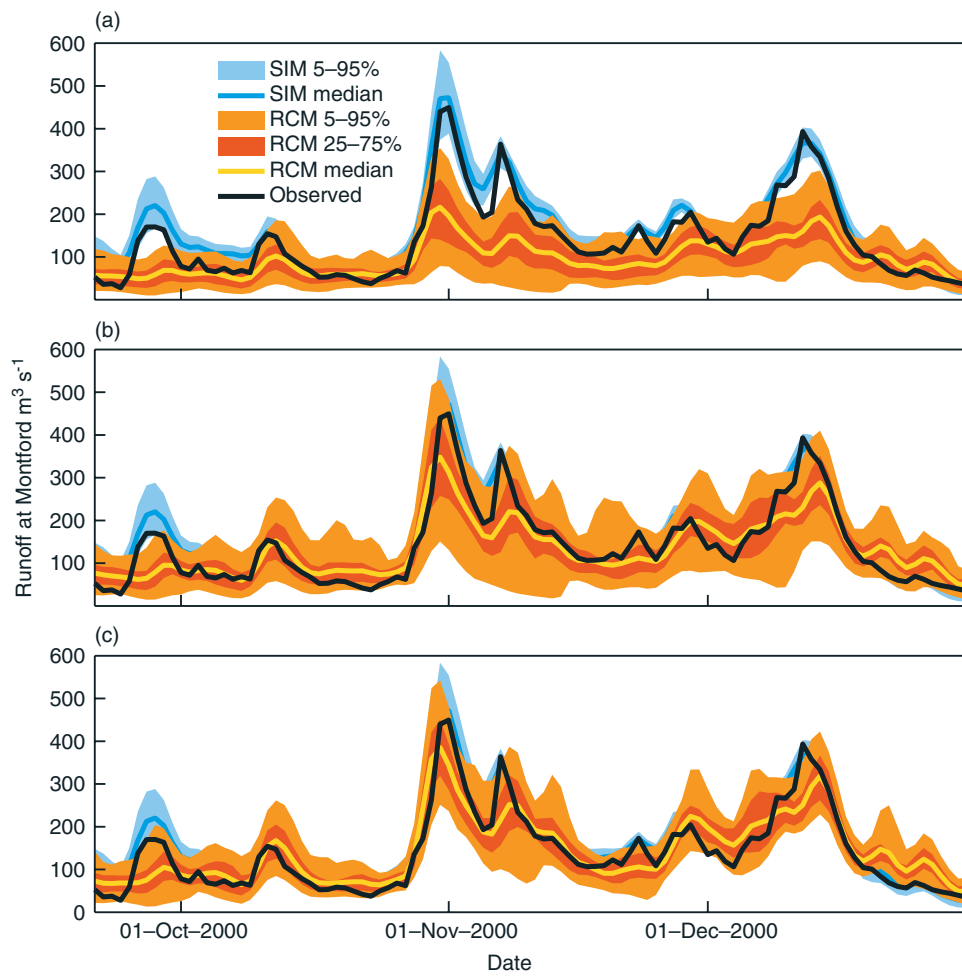 (a)
600
500
400
300
200
100
SIM 5–95%
SIM median
RCM 5–95%
RCM 25–75%
RCM median
Observed
(b)
600
500
400
300
200
100
Runoff at Montford m³ s⁻¹
(c)
600
500
400
300
200
100
0
01–Oct–2000
01–Nov–2000
01–Dec–2000
Date